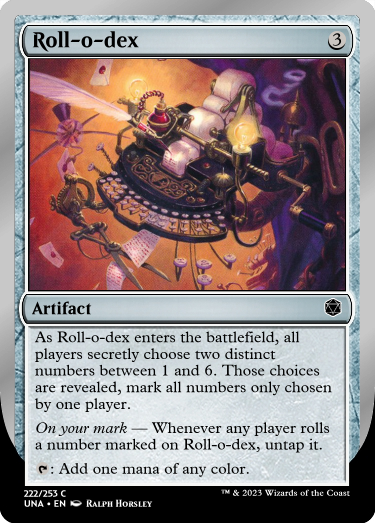 Roll-o-dex 3
Artifact
As Roll-o-dex enters the battlefield, all
players secretly choose two distinct
numbers between 1 and 6. Those choices
are revealed, mark all numbers only chosen
by one player.
On your mark — Whenever any player rolls
a number marked on Roll-o-dex, untap it.
: Add one mana of any color.
222/253 C
UNA • EN Ralph Horsley
™ & © 2023 Wizards of the Coast